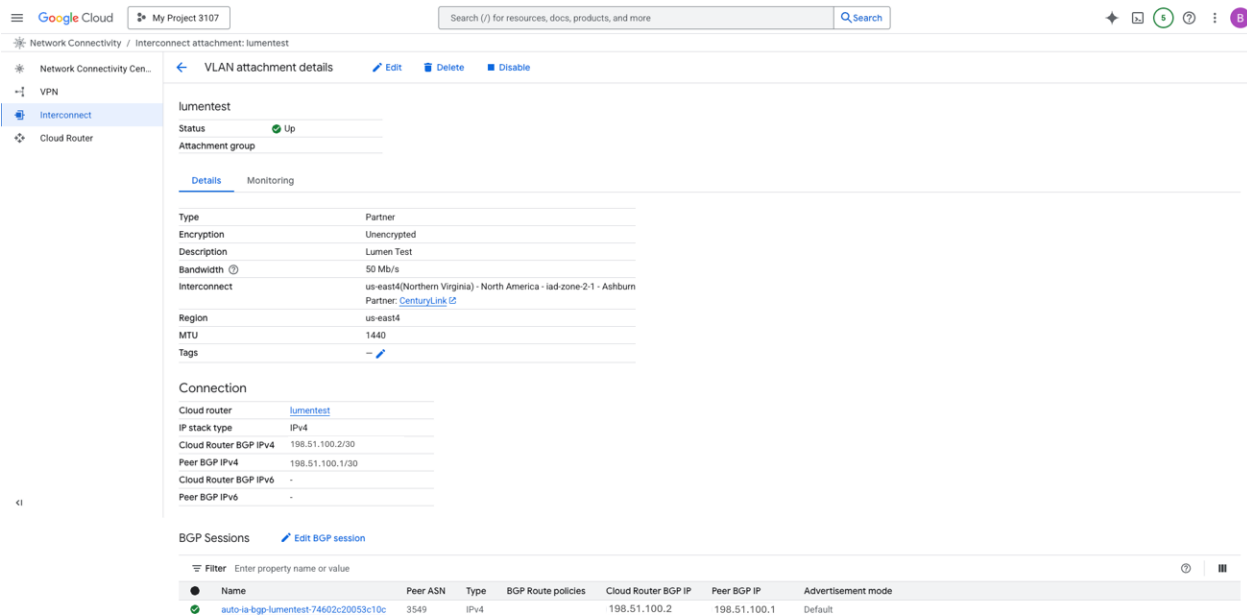 Google Cloud
My Project 3107
Search (/) for resources, docs, products, and more
Search
5
B
Network Connectivity / Interconnect attachment: lumentest
Network Connectivity Cen...
VPN
Interconnect
Cloud Router
VLAN attachment details
Edit
Delete
Disable
lumentest
Status Up
Attachment group
Details Monitoring
Type Partner
Encryption Unencrypted
Description Lumen Test
Bandwidth 50 Mb/s
Interconnect us-east4(Northern Virginia) - North America - iad-zone-2-1 - Ashburn
Partner: CenturyLink
Region us-east4
MTU 1440
Tags —
Connection
Cloud router lumentest
IP stack type IPv4
Cloud Router BGP IPv4 198.51.100.2/30
Peer BGP IPv4 198.51.100.1/30
Cloud Router BGP IPv6 -
Peer BGP IPv6 -
BGP Sessions Edit BGP session
Filter Enter property name or value
Name Peer ASN Type BGP Route policies Cloud Router BGP IP Peer BGP IP Advertisement mode
auto-ia-bgp-lumentest-74602c20053c10c 3549 IPv4 198.51.100.2 198.51.100.1 Default